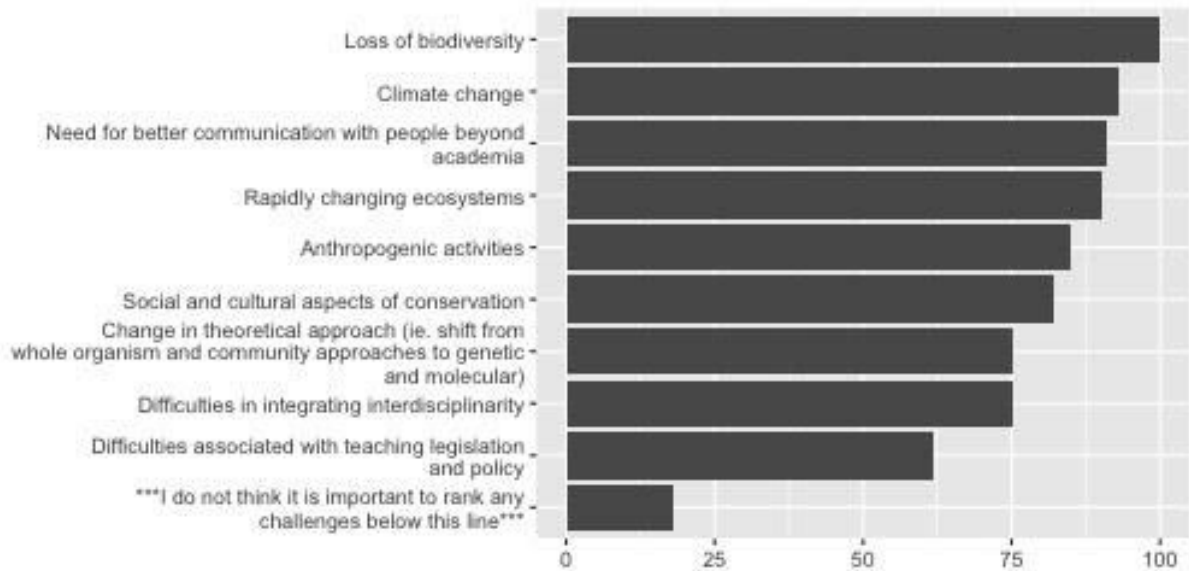 Loss of biodiversity
Climate change
Need for better communication with people beyond
academia
Rapidly changing ecosystems
Anthropogenic activities
Social and cultural aspects of conservation
Change in theoretical approach (ie. shift from
whole organism and community approaches to genetic
and molecular)
Difficulties in integrating interdisciplinarity
Difficulties associated with teaching legislation
and policy
***I do not think it is important to rank any
challenges below this line***
0 25 50 75 100